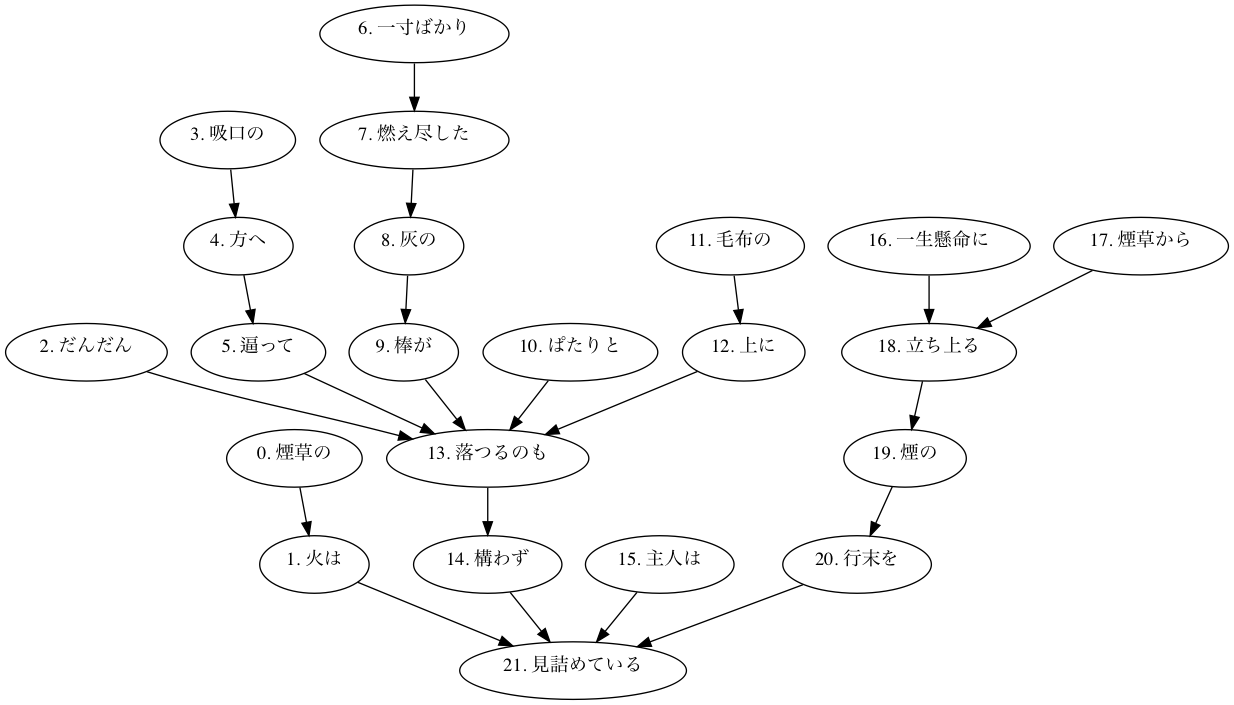 6. 一寸ばかり
3. 吸口の
7. 燃え尽した
4. 方へ
8. 灰の
11. 毛布の
16. 一生懸命に
17. 煙草から
2. だんだん
5. 逼って
9. 棒が
10. ぱたりと
12. 上に
18. 立ち上る
0. 煙草の
13. 落つるのも
19. 煙の
1. 火は
14. 構わず
15. 主人は
20. 行末を
21. 見詰めている